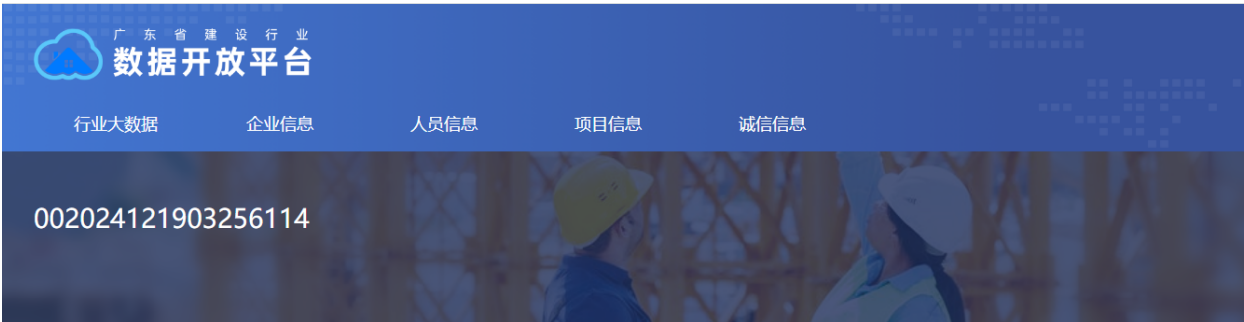 广东省建设行业
数据开放平台
行业大数据 企业信息 人员信息 项目信息 诚信信息
002024121903256114